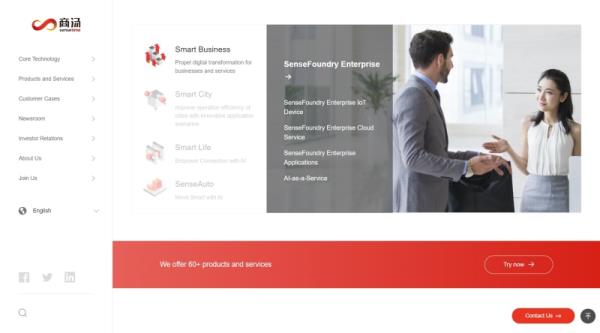 商汤
sensetime
Core Technology
Products and Services
Customer Cases
Newsroom
Investor Relations
About Us
Join Us
English
Smart Business
Propel digital transformation for
businesses and services
Smart City
Improve operation efficiency of
cities with innovative application
scenarios
Smart Life
Empower Connection with AI
SenseAuto
Move Smart with AI
SenseFoundry Enterprise
→
SenseFoundry Enterprise IoT
Device
SenseFoundry Enterprise Cloud
Service
SenseFoundry Enterprise
Applications
AI-as-a-Service
We offer 60+ products and services
Try now →
Contact Us →